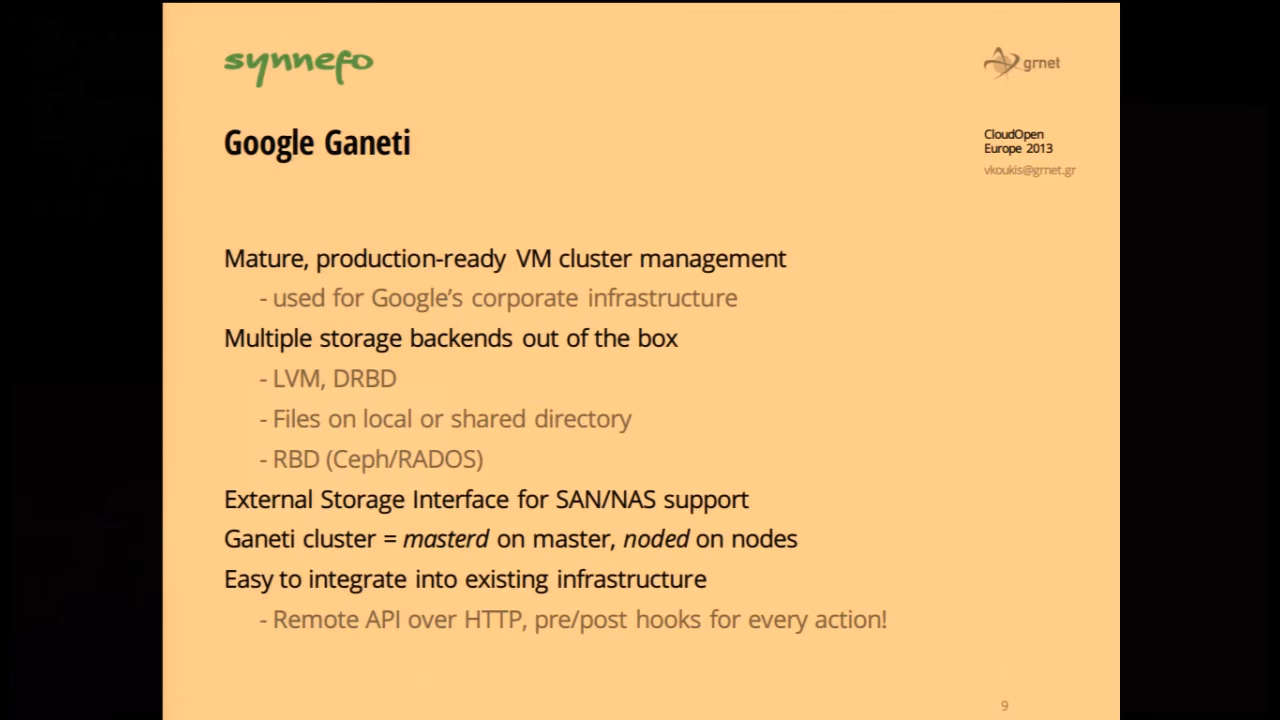 synnefo
grnet
Google Ganeti
CloudOpen
Europe 2013
vkoukis@grnet.gr
Mature, production-ready VM cluster management
- used for Google's corporate infrastructure
Multiple storage backends out of the box
- LVM, DRBD
- Files on local or shared directory
- RBD (Ceph/RADOS)
External Storage Interface for SAN/NAS support
Ganeti cluster = masterd on master, noded on nodes
Easy to integrate into existing infrastructure
- Remote API over HTTP, pre/post hooks for every action!
9